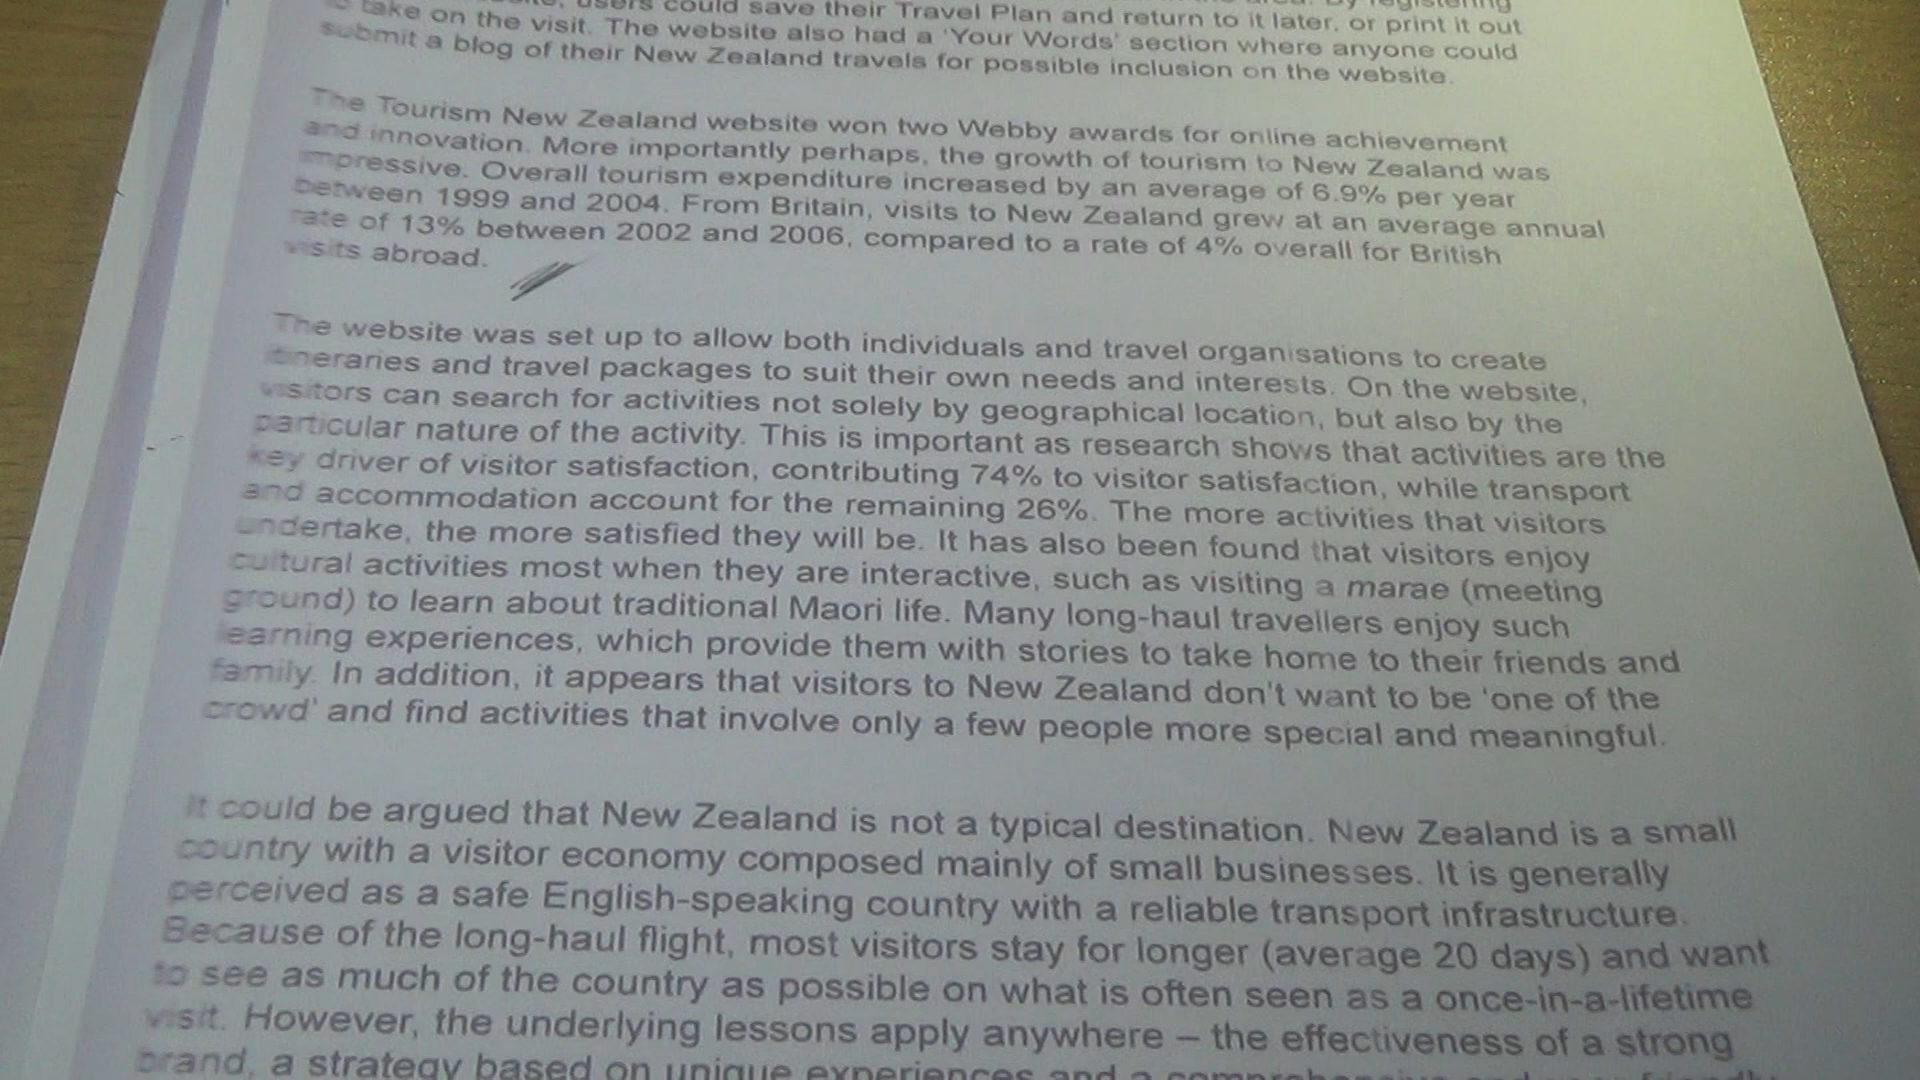 users could save their Travel Plan and return to it later, or print it out
to take on the visit. The website also had a 'Your Words' section where anyone could
submit a blog of their New Zealand travels for possible inclusion on the website.
The Tourism New Zealand website won two Webby awards for online achievement
and innovation. More importantly perhaps, the growth of tourism to New Zealand was
impressive. Overall tourism expenditure increased by an average of 6.9% per year
between 1999 and 2004. From Britain, visits to New Zealand grew at an average annual
rate of 13% between 2002 and 2006, compared to a rate of 4% overall for British
visits abroad.
The website was set up to allow both individuals and travel organisations to create
itineraries and travel packages to suit their own needs and interests. On the website,
visitors can search for activities not solely by geographical location, but also by the
particular nature of the activity. This is important as research shows that activities are the
key driver of visitor satisfaction, contributing 74% to visitor satisfaction, while transport
and accommodation account for the remaining 26%. The more activities that visitors
undertake, the more satisfied they will be. It has also been found that visitors enjoy
cultural activities most when they are interactive, such as visiting a marae (meeting
ground) to learn about traditional Maori life. Many long-haul travellers enjoy such
learning experiences, which provide them with stories to take home to their friends and
family. In addition, it appears that visitors to New Zealand don't want to be 'one of the
crowd' and find activities that involve only a few people more special and meaningful.
It could be argued that New Zealand is not a typical destination. New Zealand is a small
country with a visitor economy composed mainly of small businesses. It is generally
perceived as a safe English-speaking country with a reliable transport infrastructure.
Because of the long-haul flight, most visitors stay for longer (average 20 days) and want
to see as much of the country as possible on what is often seen as a once-in-a-lifetime
visit. However, the underlying lessons apply anywhere – the effectiveness of a strong
brand, a strategy based on unique experiences and a